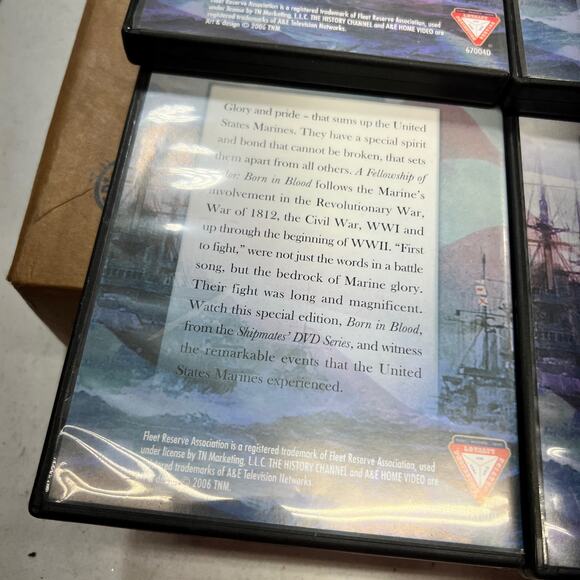 Fleet Reserve Association is a registered trademark of Fleet Reserve Association, used
under license by TN Marketing, L.L.C. THE HISTORY CHANNEL and A&E HOME VIDEO are
registered trademarks of A&E Television Networks.
Art & design © 2006 TNM.
LOYALTY
67004D
Glory and pride – that sums up the United
States Marines. They have a special spirit
and bond that cannot be broken, that sets
them apart from all others. A Fellowship of
Valor: Born in Blood follows the Marine's
involvement in the Revolutionary War,
War of 1812, the Civil War, WWI and
up through the beginning of WWII. "First
to fight," were not just the words in a battle
song, but the bedrock of Marine glory.
Their fight was long and magnificent.
Watch this special edition, Born in Blood,
from the Shipmates' DVD Series, and witness
the remarkable events that the United
States Marines experienced.
Fleet Reserve Association is a registered trademark of Fleet Reserve Association, used
under license by TN Marketing, L.L.C. THE HISTORY CHANNEL and A&E HOME VIDEO are
registered trademarks of A&E Television Networks.
Art & design © 2006 TNM.
LOYALTY